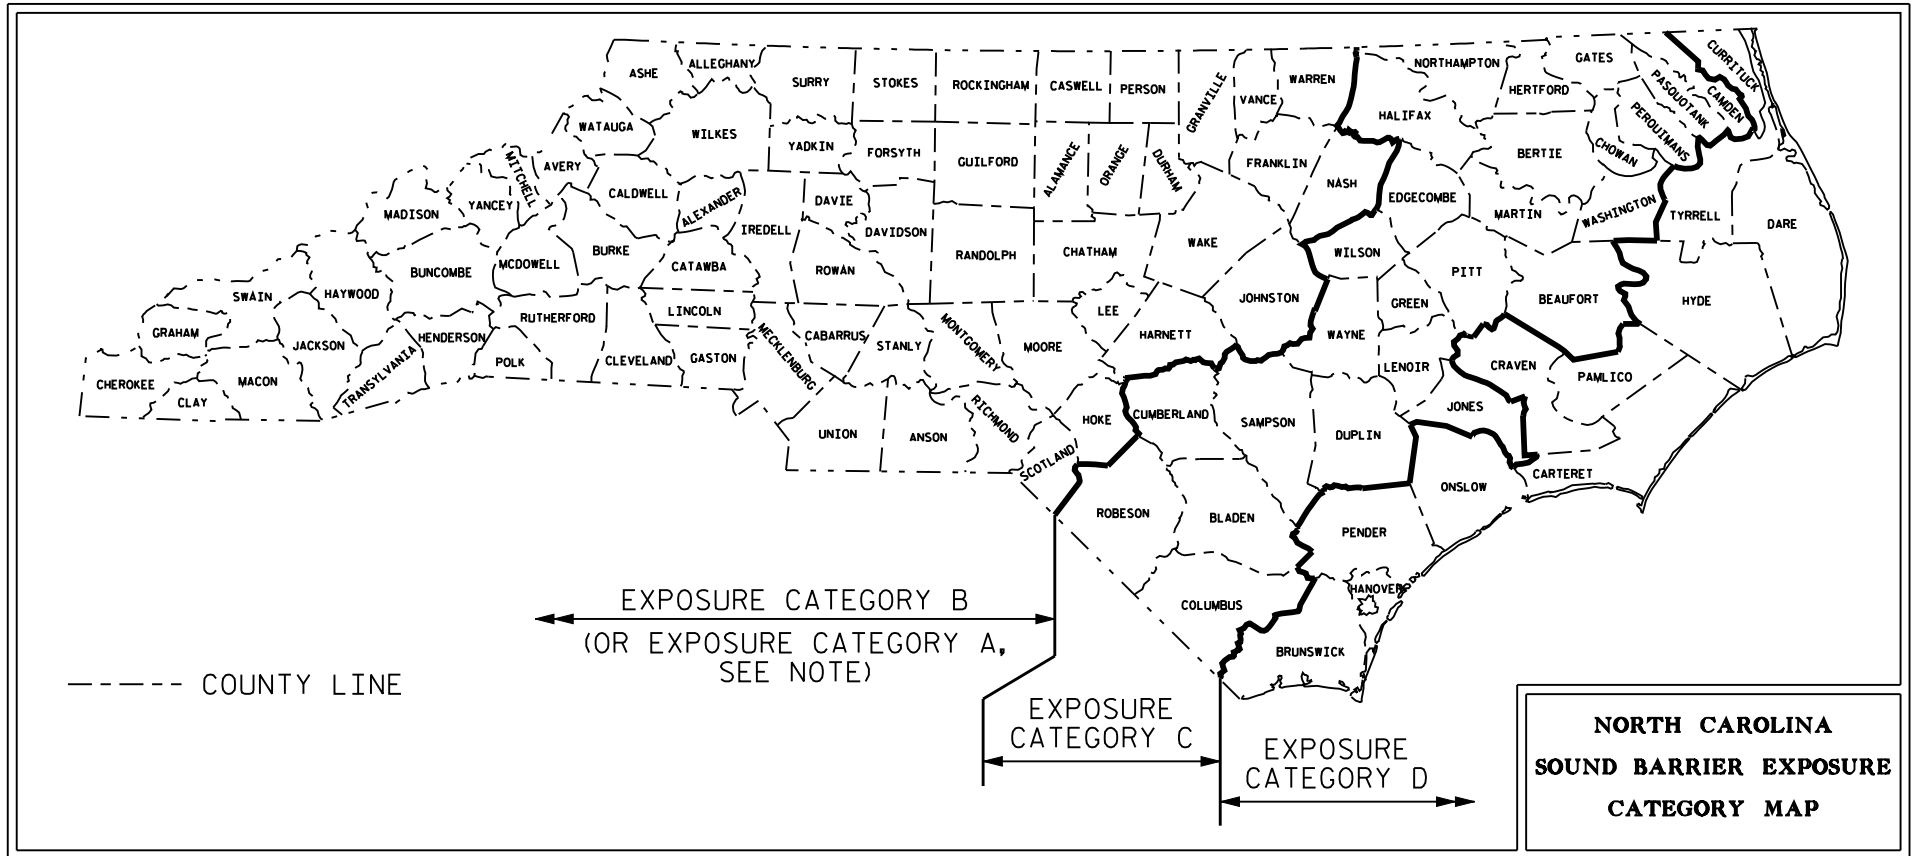 ASHE
ALLEGHANY
SURRY
STOKES
ROCKINGHAM
CASWELL
PERSON
GRANVILLE
VANCE
WARREN
NORTHAMPTON
GATES
CURRITUCK
HERTFORD
PASQUOTANK
CAMDEN
HALIFAX
PERQUIMANS
WATAUGA
WILKES
YADKIN
FORSYTH
GUILFORD
ALAMANCE
ORANGE
DURHAM
FRANKLIN
NASH
BERTIE
CHOWAN
MITCHELL
AVERY
CALDWELL
ALEXANDER
DAVIE
EDGECOMBE
MADISON
YANCEY
IREDELL
DAVIDSON
MARTIN
WASHINGTON
TYRRELL
DARE
BURKE
RANDOLPH
CHATHAM
WAKE
WILSON
BUNCOMBE
MCDOWELL
CATAWBA
ROWAN
PITT
SWAIN
HAYWOOD
JOHNSTON
BEAUFORT
HYDE
GREEN
RUTHERFORD
LINCOLN
LEE
GRAHAM
JACKSON
HENDERSON
MECKLENBURG
CABARRUS
STANLY
MONTGOMERY
MOORE
HARNETT
WAYNE
CHEROKEE
CLAY
MACON
TRANSYLVANIA
POLK
CLEVELAND
GASTON
LENOIR
CRAVEN
PAMLICO
JONES
UNION
ANSON
RICHMOND
HOKE
CUMBERLAND
SAMPSON
DUPLIN
SCOTLAND
ONSLOW
CARTERET
ROBESON
BLADEN
PENDER
HANOVER
COLUMBUS
BRUNSWICK
EXPOSURE CATEGORY B
(OR EXPOSURE CATEGORY A,
SEE NOTE)
COUNTY LINE
EXPOSURE
CATEGORY C
EXPOSURE
CATEGORY D
NORTH CAROLINA
SOUND BARRIER EXPOSURE
CATEGORY MAP